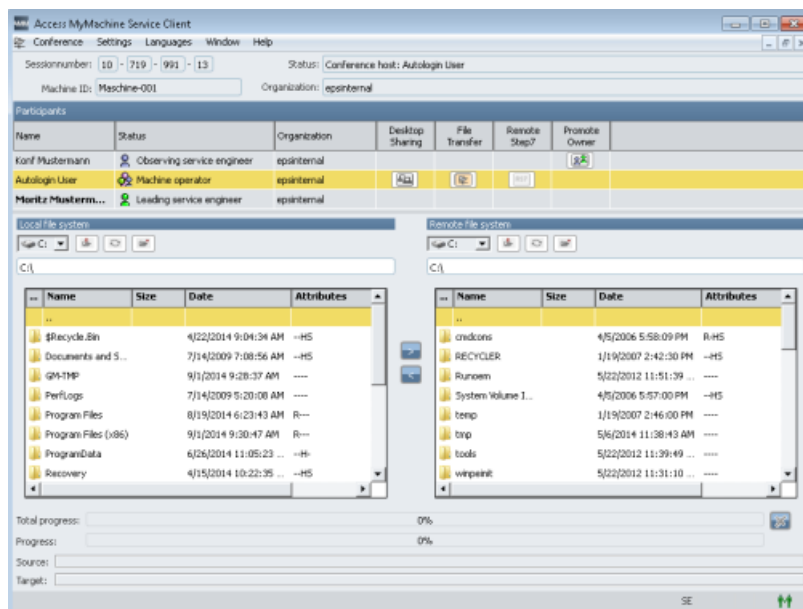 Access MyMachine Service Client
Conference Settings Languages Window Help
Sessionnumber: 10 - 719 - 991 - 13 Status: Conference host: Autologin User
Machine ID: Maschine-001 Organization: epsinternal
Participants
Name Status Organization Desktop Sharing File Transfer Remote Step7 Promote Owner
Konf Mustermann Observing service engineer epsinternal
Autologin User Machine operator epsinternal
Moritz Musterm... Leading service engineer epsinternal
Local file system Remote file system
C: C:
C:\ C:\
... Name Size Date Attributes ... Name Size Date Attributes
.. ..
$Recycle.Bin 4/22/2014 9:04:34 AM --HS cmdcons 4/5/2006 5:58:09 PM R-HS
Documents and S... 7/14/2009 7:08:56 AM --HS RECYCLER 1/19/2007 2:42:30 PM --HS
GM-TMP 9/1/2014 9:28:37 AM ---- Runoem 5/22/2012 11:51:39 ... ----
PerfLogs 7/14/2009 5:20:08 AM ---- System Volume I... 4/5/2006 5:57:00 PM --HS
Program Files 8/19/2014 6:23:43 AM R--- temp 1/19/2007 2:46:00 PM ----
Program Files (x86) 9/1/2014 9:30:47 AM R--- tmp 5/6/2014 11:38:43 AM ----
ProgramData 6/26/2014 11:05:23 ... --H- tools 5/22/2012 11:39:49 ... ----
Recovery 4/15/2014 10:22:35 ... --HS winpeinit 5/22/2012 11:31:10 ... ----
Total progress: 0%
Progress: 0%
Source:
Target:
SE